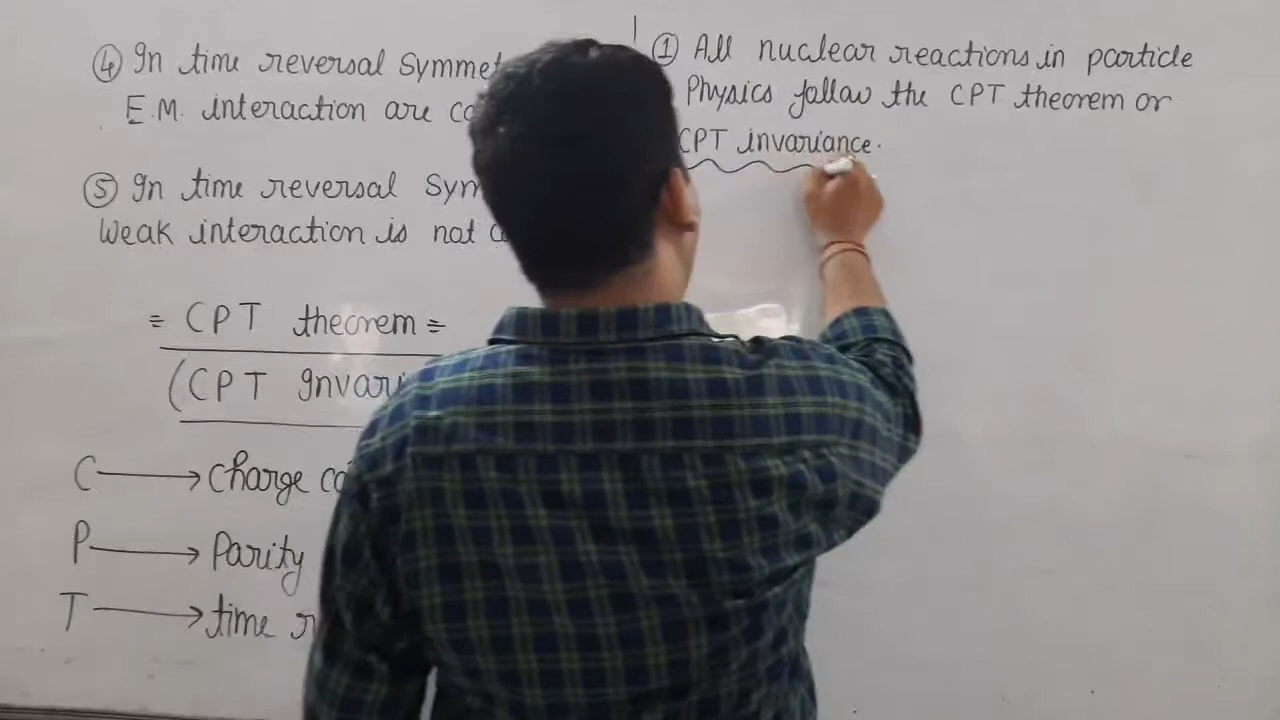 ④ In time reversal Symmet
E.M. interaction are co
⑤ In time reversal Sym
Weak interaction is not
= CPT theorem =
(CPT Invari
C → charge co
P → Parity
T → time r
① All nuclear reactions in particle
Physics follow the CPT theorem or
CPT invariance.